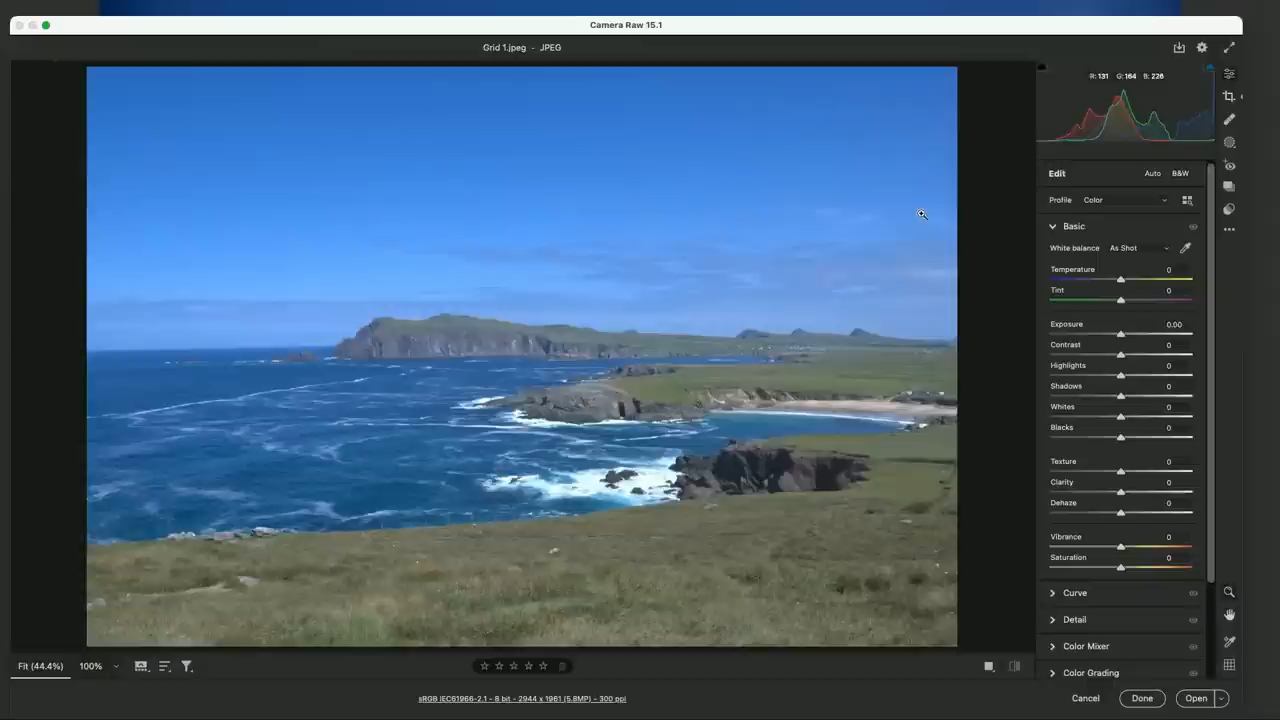 Camera Raw 15.1
Grid 1.jpeg - JPEG
R: 131 G: 164 B: 226
Edit Auto B&W
Profile Color
Basic
White balance As Shot
Temperature 0
Tint 0
Exposure 0.00
Contrast 0
Highlights 0
Shadows 0
Whites 0
Blacks 0
Texture 0
Clarity 0
Dehaze 0
Vibrance 0
Saturation 0
Curve
Detail
Color Mixer
Color Grading
Fit (44.4%) 100%
sRGB IEC61966-2.1 - 8 bit - 2944 x 1961 (5.8MP) - 300 ppi
Cancel Done Open